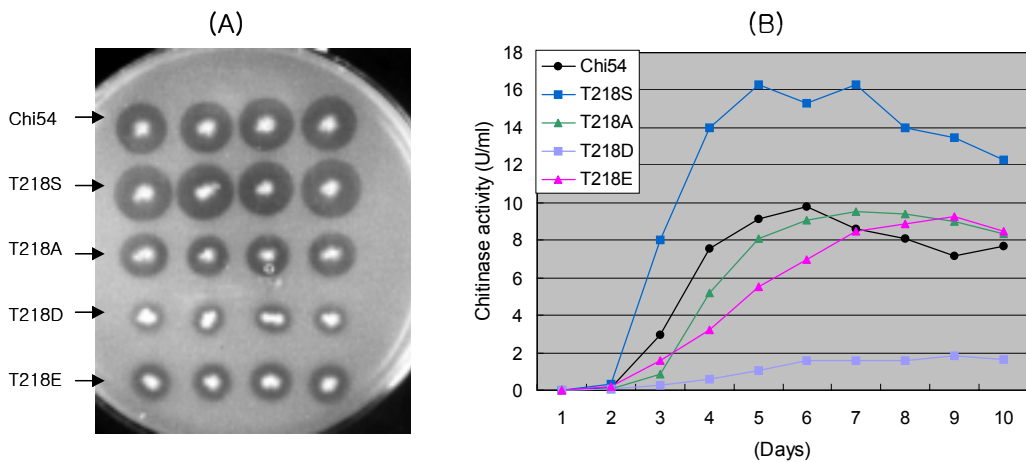 (A)
Chi54
T218S
T218A
T218D
T218E
(B)
18
16
14
12
10
8
6
4
2
0
Chitinase activity (U/ml)
Chi54
T218S
T218A
T218D
T218E
1 2 3 4 5 6 7 8 9 10
(Days)